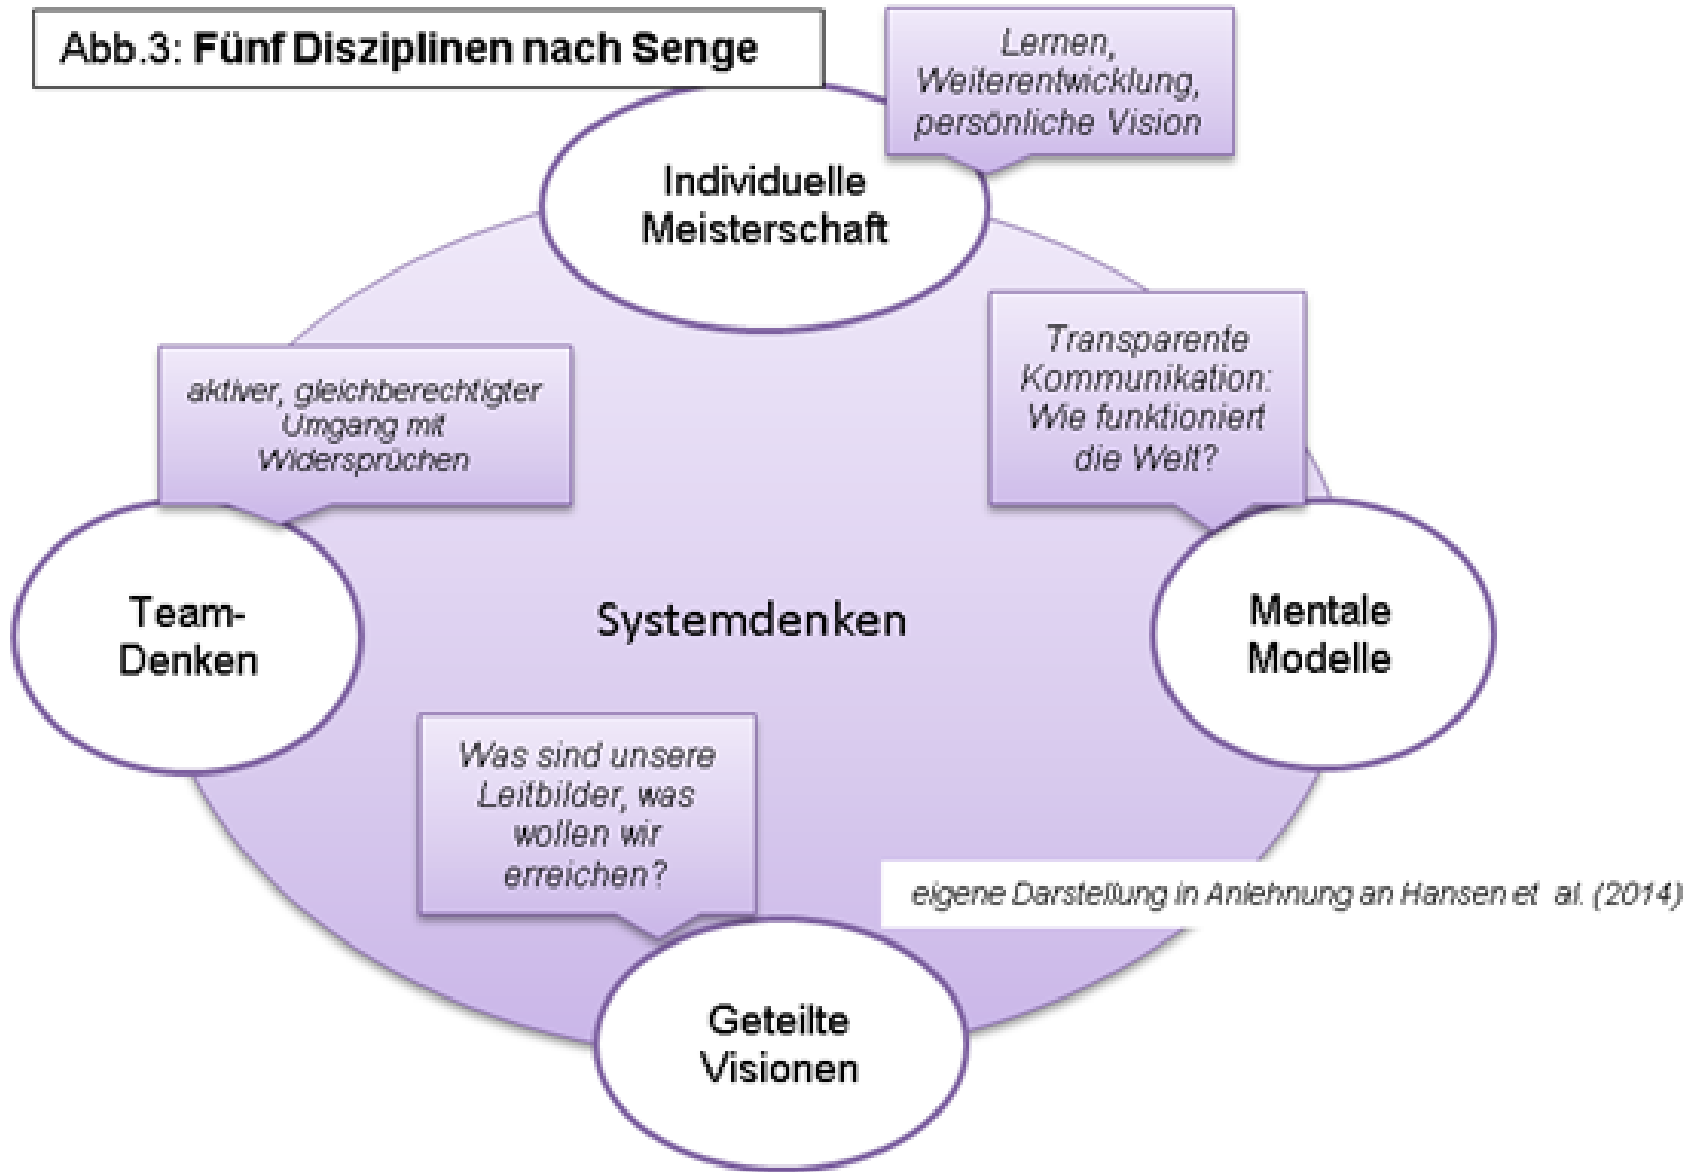 Abb.3: Fünf Disziplinen nach Senge
Lernen,
Weiterentwicklung,
persönliche Vision
Individuelle
Meisterschaft
Transparente
Kommunikation:
Wie funktioniert
die Welt?
aktiver, gleichberechtigter
Umgang mit
Widersprüchen
Team-
Denken
Systemdenken
Mentale
Modelle
Was sind unsere
Leitbilder, was
wollen wir
erreichen?
eigene Darstellung in Anlehnung an Hansen et al. (2014)
Geteilte
Visionen